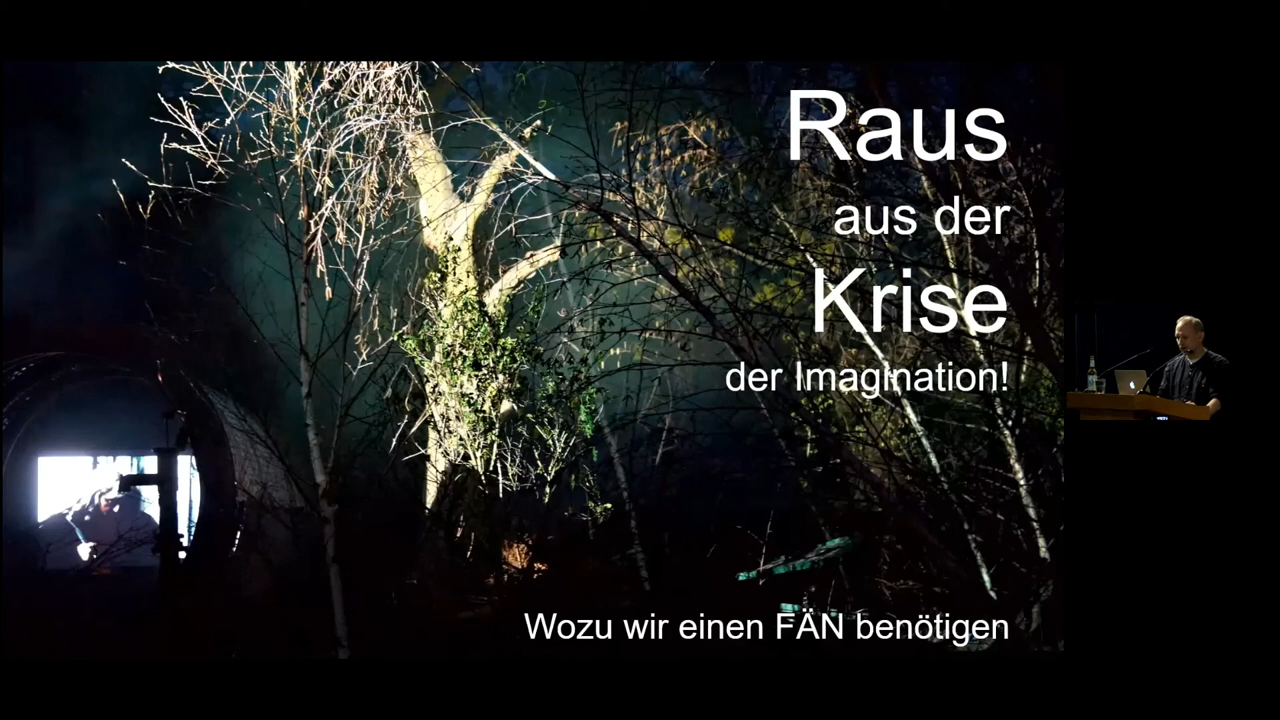 Raus
aus der
Krise
der Imagination!
Wozu wir einen FÄN benötigen